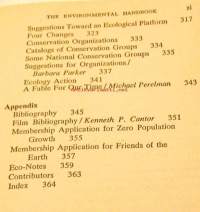 THE ENVIRONMENTAL HANDBOOK xi
Suggestions Toward an Ecological Platform 317
Four Changes 323
Conservation Organizations 333
Catalogs of Conservation Groups 334
Some National Conservation Groups 335
Suggestions for Organizations/
Barbara Parker 337
Ecology Action 341
A Fable For Our Time/Michael Perelman 343
Appendix
Bibliography 345
Film Bibliography/Kenneth P. Cantor 351
Membership Application for Zero Population
Growth 355
Membership Application for Friends of the
Earth 357
Eco-Notes 359
Contributors 363
Index 364